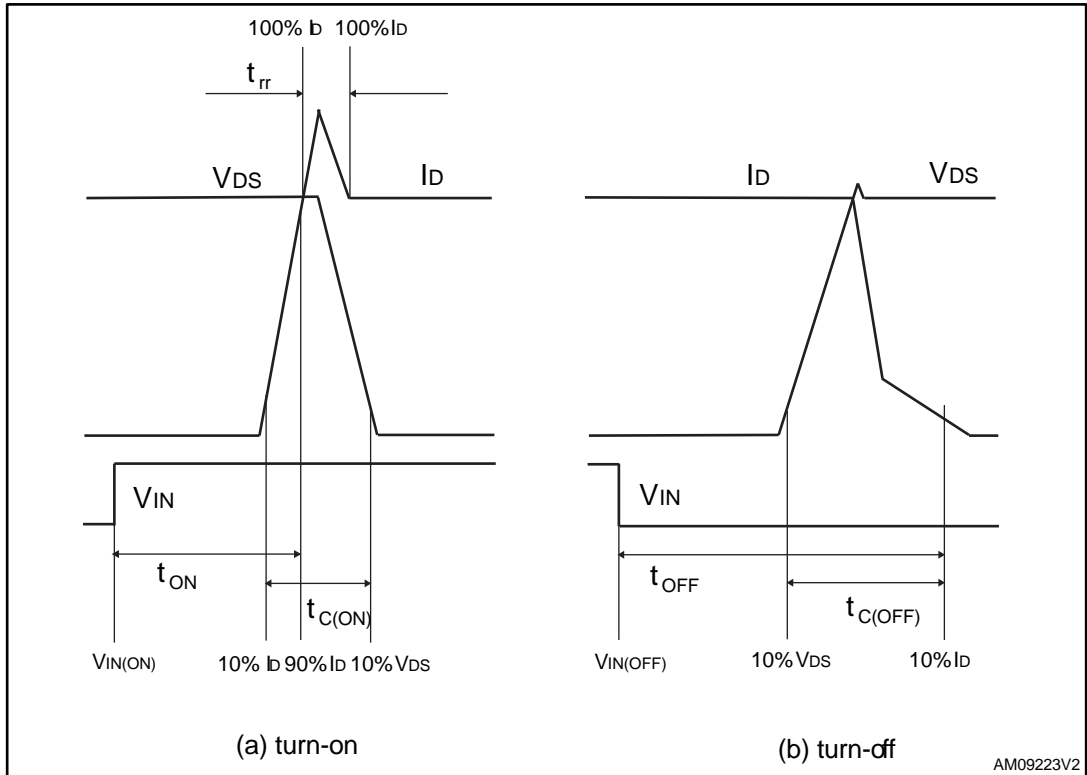 100% ID 100% ID
trr
VDS ID
VIN
tON
tC(ON)
VIN(ON) 10% ID 90% ID 10% VDS
(a) turn-on
ID VDS
VIN
tOFF
tC(OFF)
VIN(OFF) 10% VDS 10% ID
(b) turn-off
AM09223V2